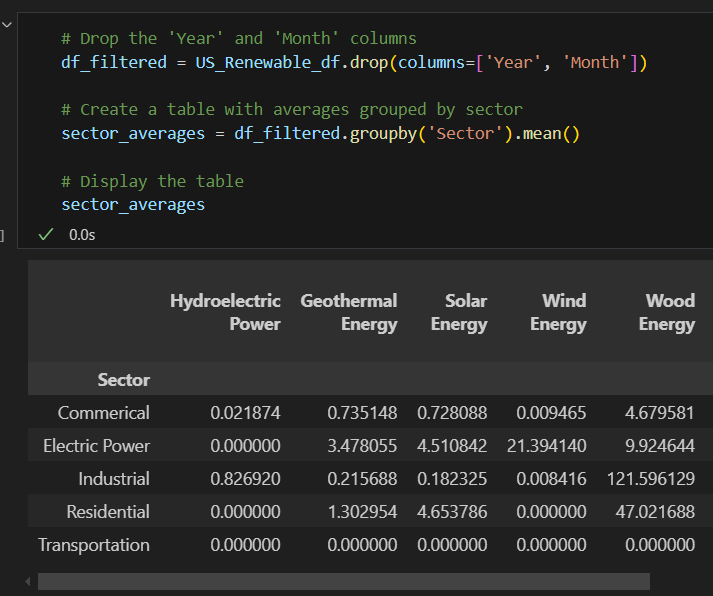 # Drop the 'Year' and 'Month' columns
df_filtered = US_Renewable_df.drop(columns=['Year', 'Month'])
# Create a table with averages grouped by sector
sector_averages = df_filtered.groupby('Sector').mean()
# Display the table
sector_averages
] ✓ 0.0s
Hydroelectric Power Geothermal Energy Solar Energy Wind Energy Wood Energy
Sector
Commerical 0.021874 0.735148 0.728088 0.009465 4.679581
Electric Power 0.000000 3.478055 4.510842 21.394140 9.924644
Industrial 0.826920 0.215688 0.182325 0.008416 121.596129
Residential 0.000000 1.302954 4.653786 0.000000 47.021688
Transportation 0.000000 0.000000 0.000000 0.000000 0.000000